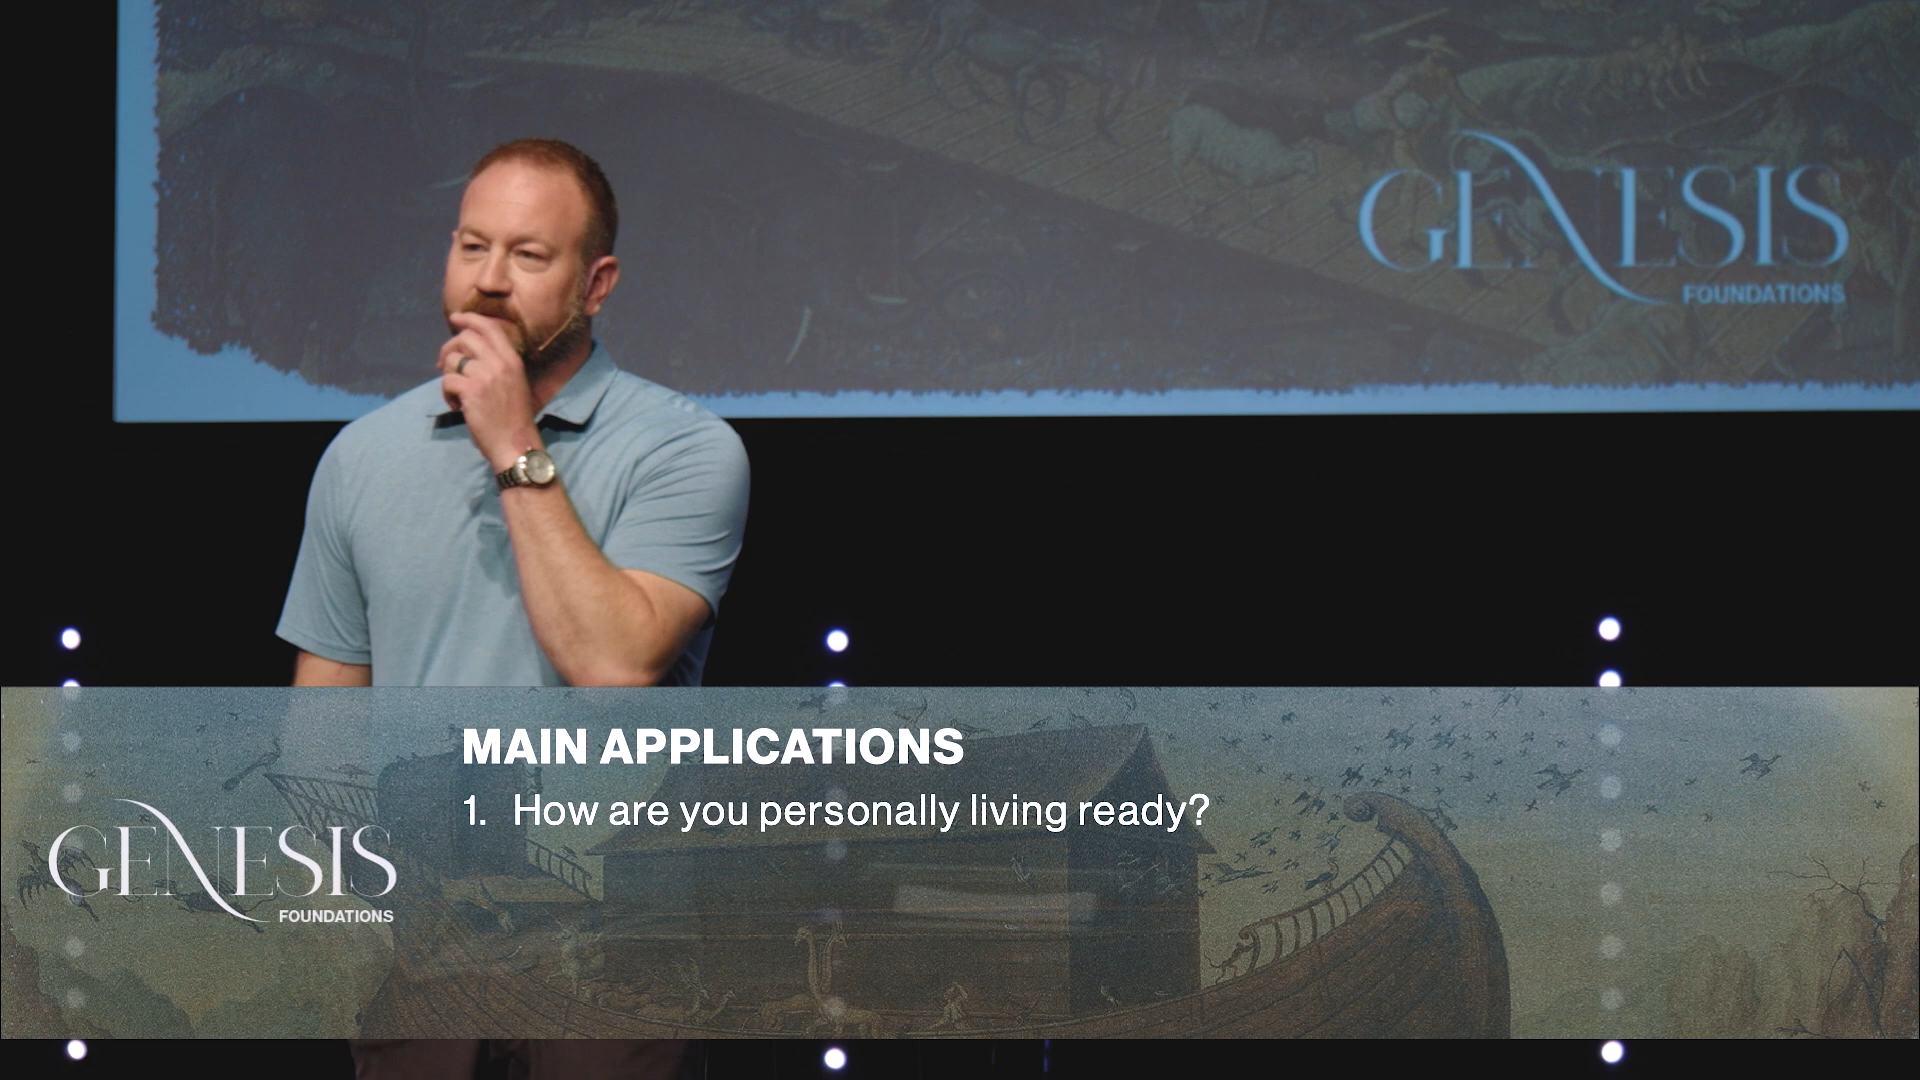 GENESIS
FOUNDATIONS
MAIN APPLICATIONS
1. How are you personally living ready?
GENESIS
FOUNDATIONS